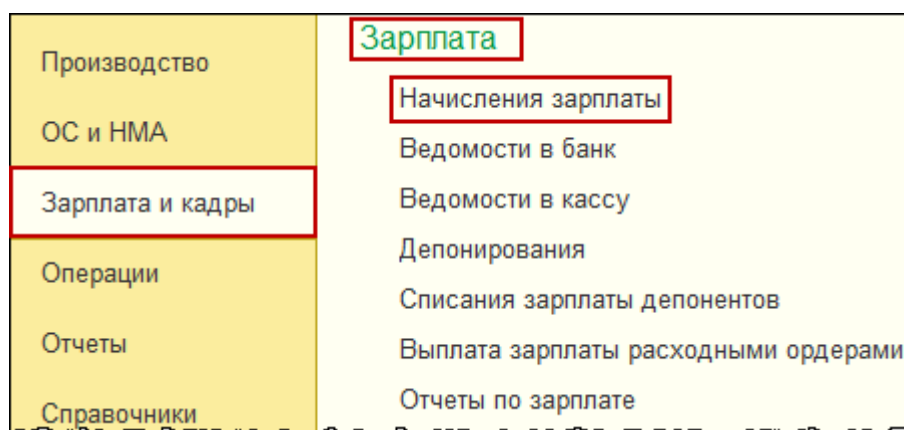 Производство
ОС и НМА
Зарплата и кадры
Операции
Отчеты
Справочники
Зарплата
Начисления зарплаты
Ведомости в банк
Ведомости в кассу
Депонирования
Списания зарплаты депонентов
Выплата зарплаты расходными ордерами
Отчеты по зарплате